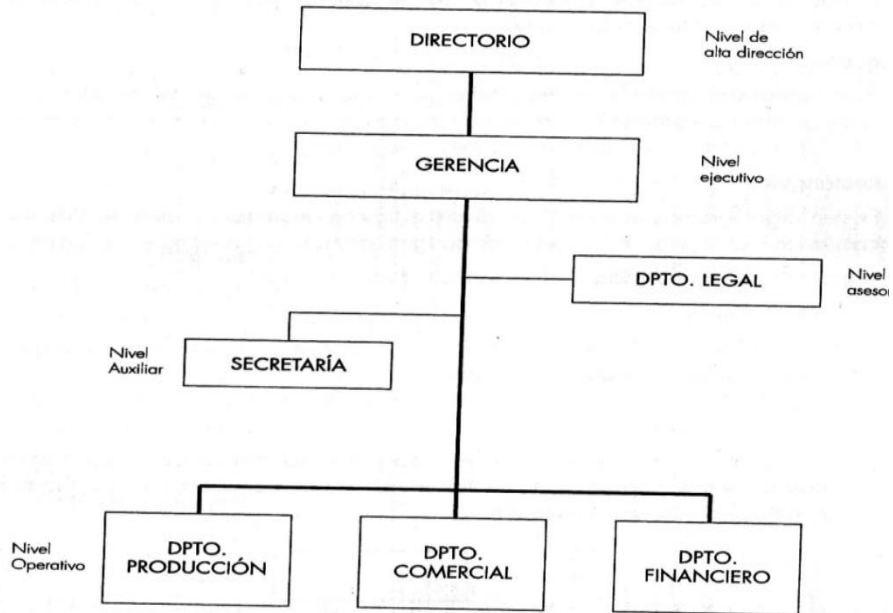 DIRECTORIO
Nivel de
alta dirección
GERENCIA
Nivel
ejecutivo
DPTO. LEGAL
Nivel
asesor
Nivel
Auxiliar
SECRETARÍA
Nivel
Operativo
DPTO.
PRODUCCIÓN
DPTO.
COMERCIAL
DPTO.
FINANCIERO